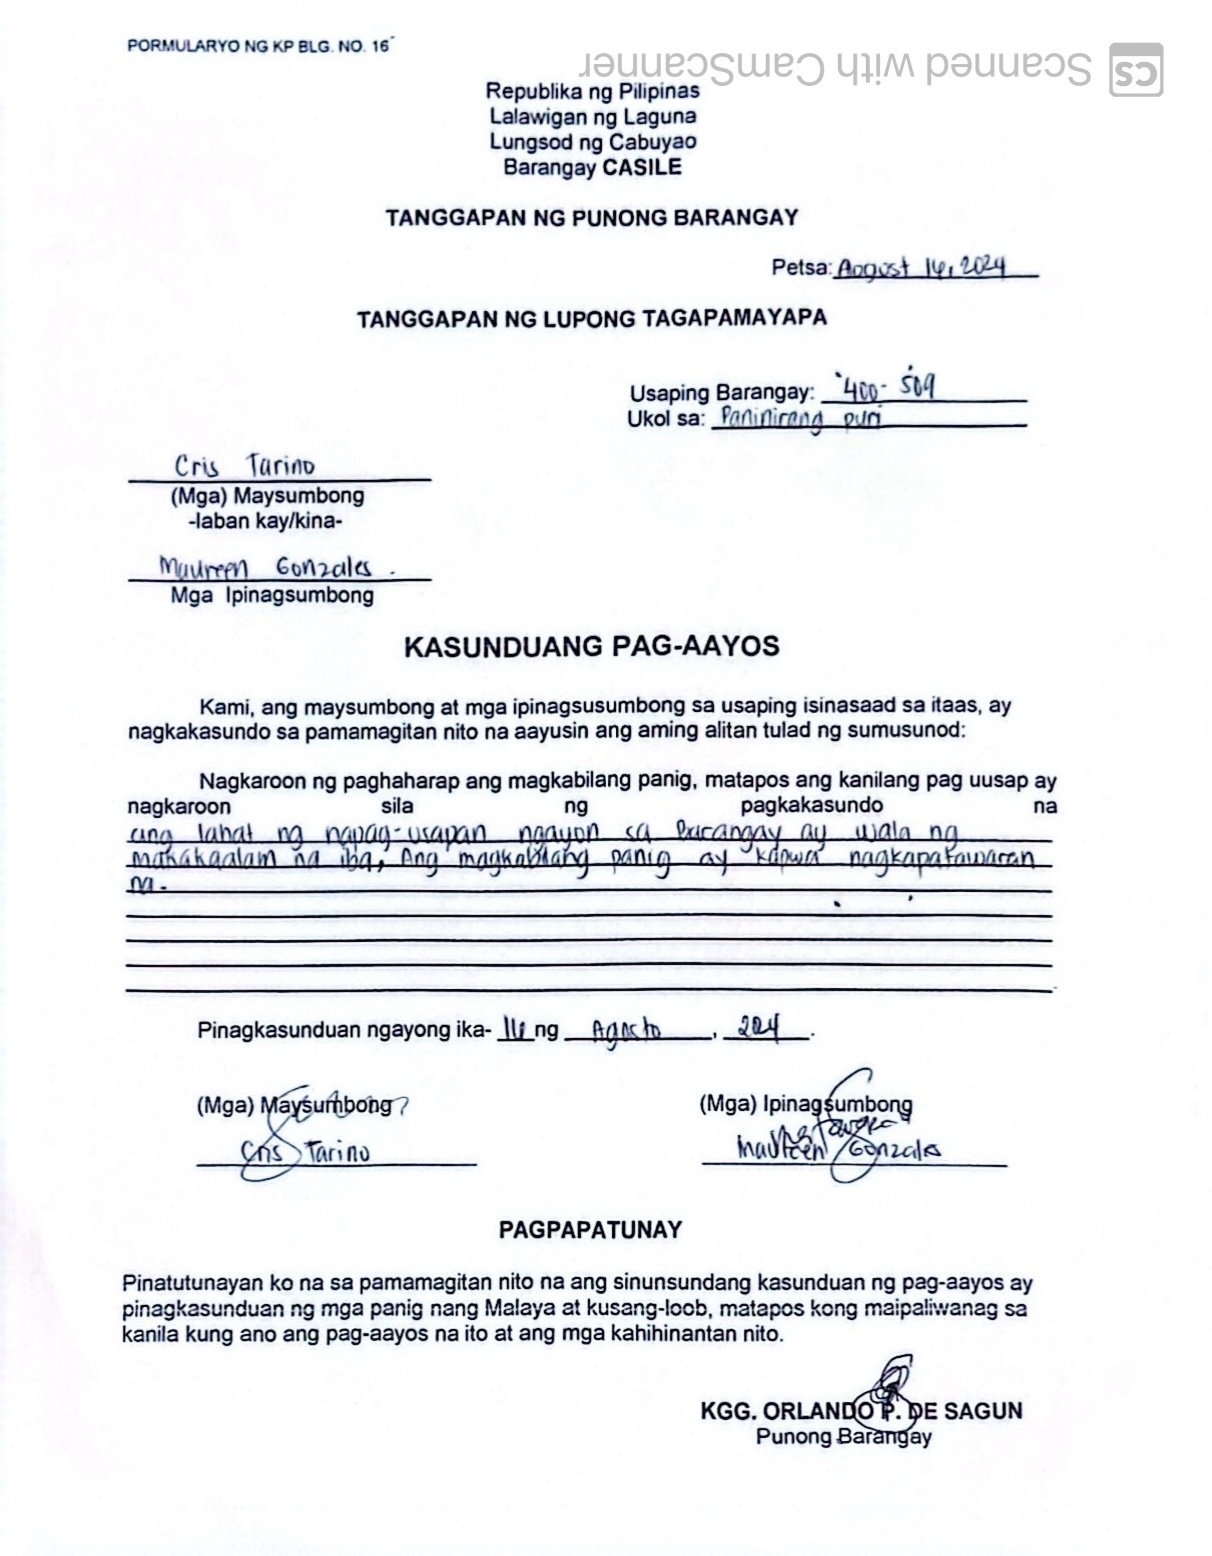 PORMULARYO NG KP BLG. NO. 16
Scanned with CamScanner
CS
Republika ng Pilipinas
Lalawigan ng Laguna
Lungsod ng Cabuyao
Barangay CASILE
TANGGAPAN NG PUNONG BARANGAY
Petsa: August 14, 2024
TANGGAPAN NG LUPONG TAGAPAMAYAPA
Usaping Barangay: 400-509
Ukol sa: Paninirang puri
Cris Tarino
(Mga) Maysumbong
-laban kay/kina-
Maureen Gonzales.
Mga Ipinagsumbong
KASUNDUANG PAG-AAYOS
Kami, ang maysumbong at mga ipinagsusumbong sa usaping isinasaad sa itaas, ay
nagkakasundo sa pamamagitan nito na aayusin ang aming alitan tulad ng sumusunod:
Nagkaroon ng paghaharap ang magkabilang panig, matapos ang kanilang pag uusap ay
nagkaroon sila ng pagkakasundo na
ang lahat ng napag-usapan ngayon sa Barangay ay wala ng
makakaalam na iba, Ang magkabilang panig ay kapwa nagkapatawaran
na.
Pinagkasunduan ngayong ika- 14 ng Agosto, 2024.
(Mga) Maysumbong
(Mga) Ipinagsumbong
Cris Tarino
Maureen Gonzales
PAGPAPATUNAY
Pinatutunayan ko na sa pamamagitan nito na ang sinunsundang kasunduan ng pag-aayos ay
pinagkasunduan ng mga panig nang Malaya at kusang-loob, matapos kong maipaliwanag sa
kanila kung ano ang pag-aayos na ito at ang mga kahihinantan nito.
KGG. ORLANDO P. DE SAGUN
Punong Barangay